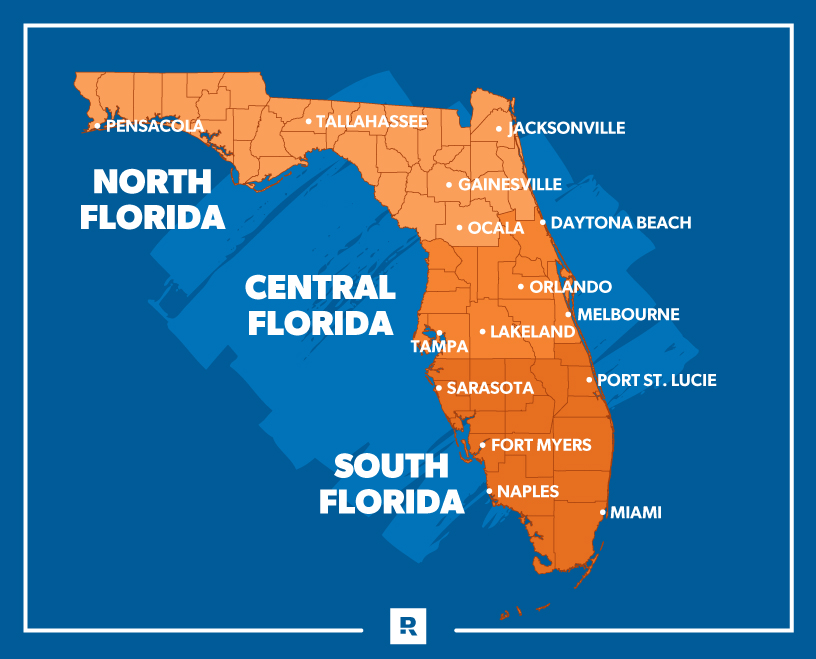 PENSACOLA
TALLAHASSEE
JACKSONVILLE
NORTH
FLORIDA
GAINESVILLE
OCALA
DAYTONA BEACH
CENTRAL
FLORIDA
ORLANDO
MELBOURNE
LAKELAND
TAMPA
PORT ST. LUCIE
SARASOTA
FORT MYERS
SOUTH
FLORIDA
NAPLES
MIAMI
R